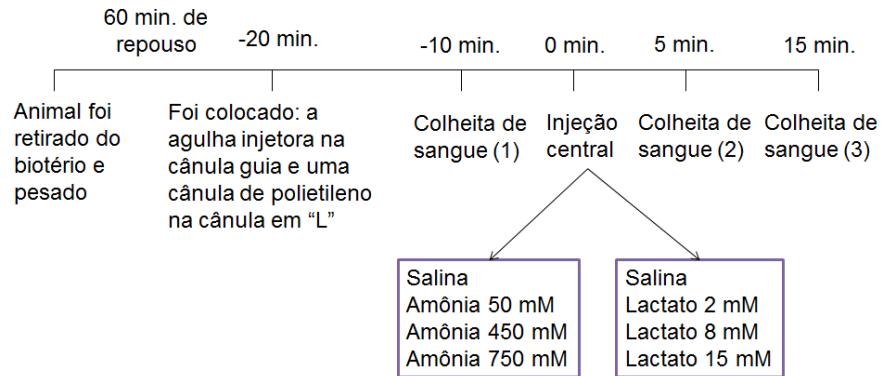 60 min. de
repouso
-20 min.
-10 min.
0 min.
5 min.
15 min.
Animal foi
retirado do
biotério e
pesado
Foi colocado: a
agulha injetora na
cânula guia e uma
cânula de polietileno
na cânula em “L”
Colheita de
sangue (1)
Injeção
central
Colheita de
sangue (2)
Colheita de
sangue (3)
Salina
Amônia 50 mM
Amônia 450 mM
Amônia 750 mM
Salina
Lactato 2 mM
Lactato 8 mM
Lactato 15 mM